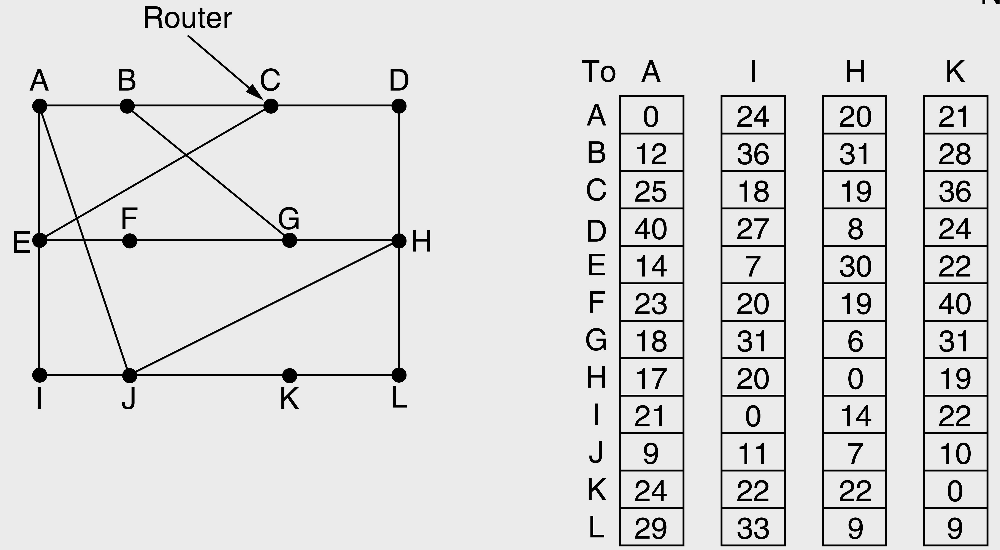 Router
A B C D
E F G H
I J K L
To A I H K
A 0 24 20 21
B 12 36 31 28
C 25 18 19 36
D 40 27 8 24
E 14 7 30 22
F 23 20 19 40
G 18 31 6 31
H 17 20 0 19
I 21 0 14 22
J 9 11 7 10
K 24 22 22 0
L 29 33 9 9